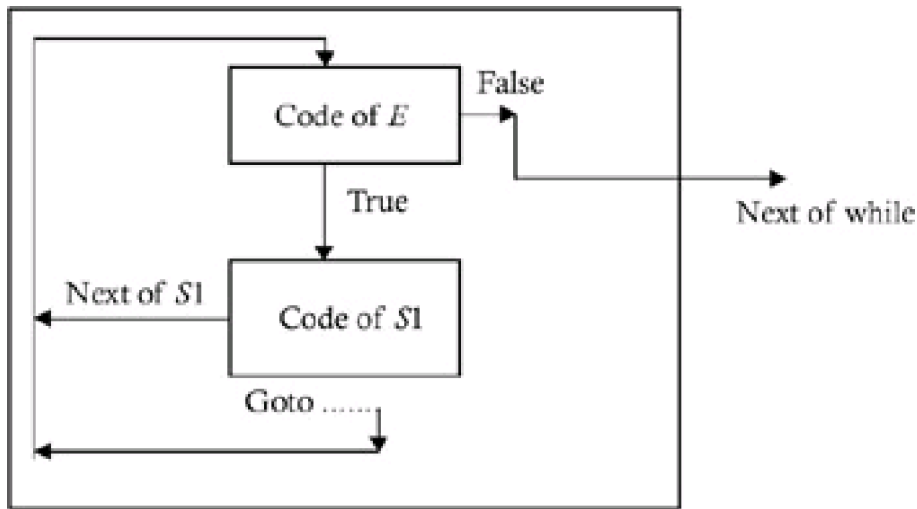 False
Code of E
True
Next of while
Next of S1
Code of S1
Goto .......